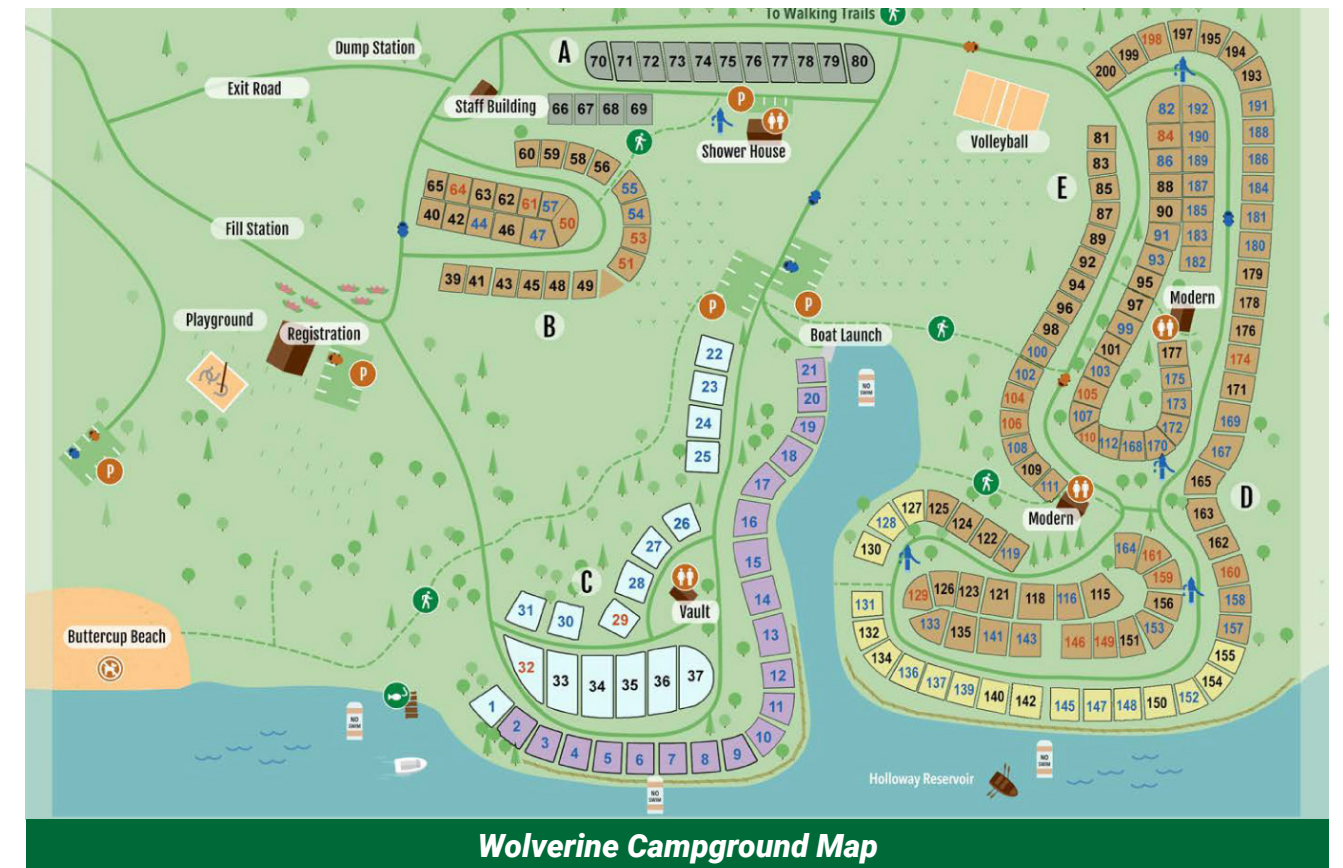 To Walking Trails
Dump Station
A
70 71 72 73 74 75 76 77 78 79 80
Exit Road
Staff Building
66 67 68 69
P
Shower House
Volleyball
200 199 198 197 195 194 193
191
188
186
184
181
180
179
178
176
174
171
169
167
165
D
163
162
160
158
157
155
154
82 192
84 190
86 189
88 187
90 185
91 183
93 182
95
97
99
101
103
105
107
110 112 168 170
172
173
175
177
Modern
E
81
83
85
87
89
92
94
96
98
100
102
104
106
108
109
111
Modern
60 59 58 56
55
54
53
51
65 64 63 62 61 57 50
40 42 44 46 47
39 41 43 45 48 49
B
Fill Station
Playground
Registration
P
P
P
P
Boat Launch
22
23
24
25
26
27
28
29
30
31
C
Vault
32 33 34 35 36 37
21
20
19
18
17
16
15
14
13
12
11
10
1 2 3 4 5 6 7 8 9
NO
SWIM
130 128 127 125 124 122 119
164 161
159
156
153
129 126 123 121 118 116 115
133 135 141 143 146 149 151
131
132
134
136 137 139 140 142 145 147 148 150 152
Buttercup Beach
NO
SWIM
NO
SWIM
NO
SWIM
Holloway Reservoir
Wolverine Campground Map